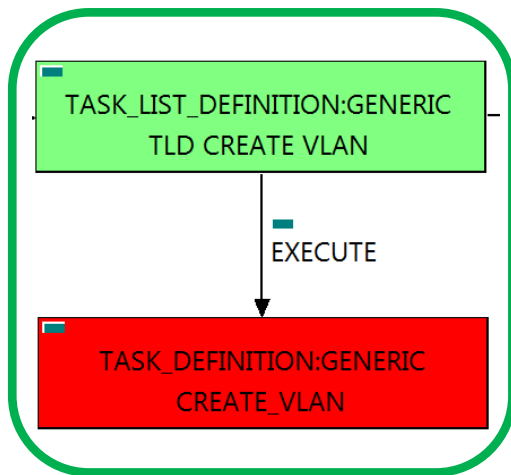 TASK_LIST_DEFINITION:GENERIC
TLD CREATE VLAN
EXECUTE
TASK_DEFINITION:GENERIC
CREATE_VLAN